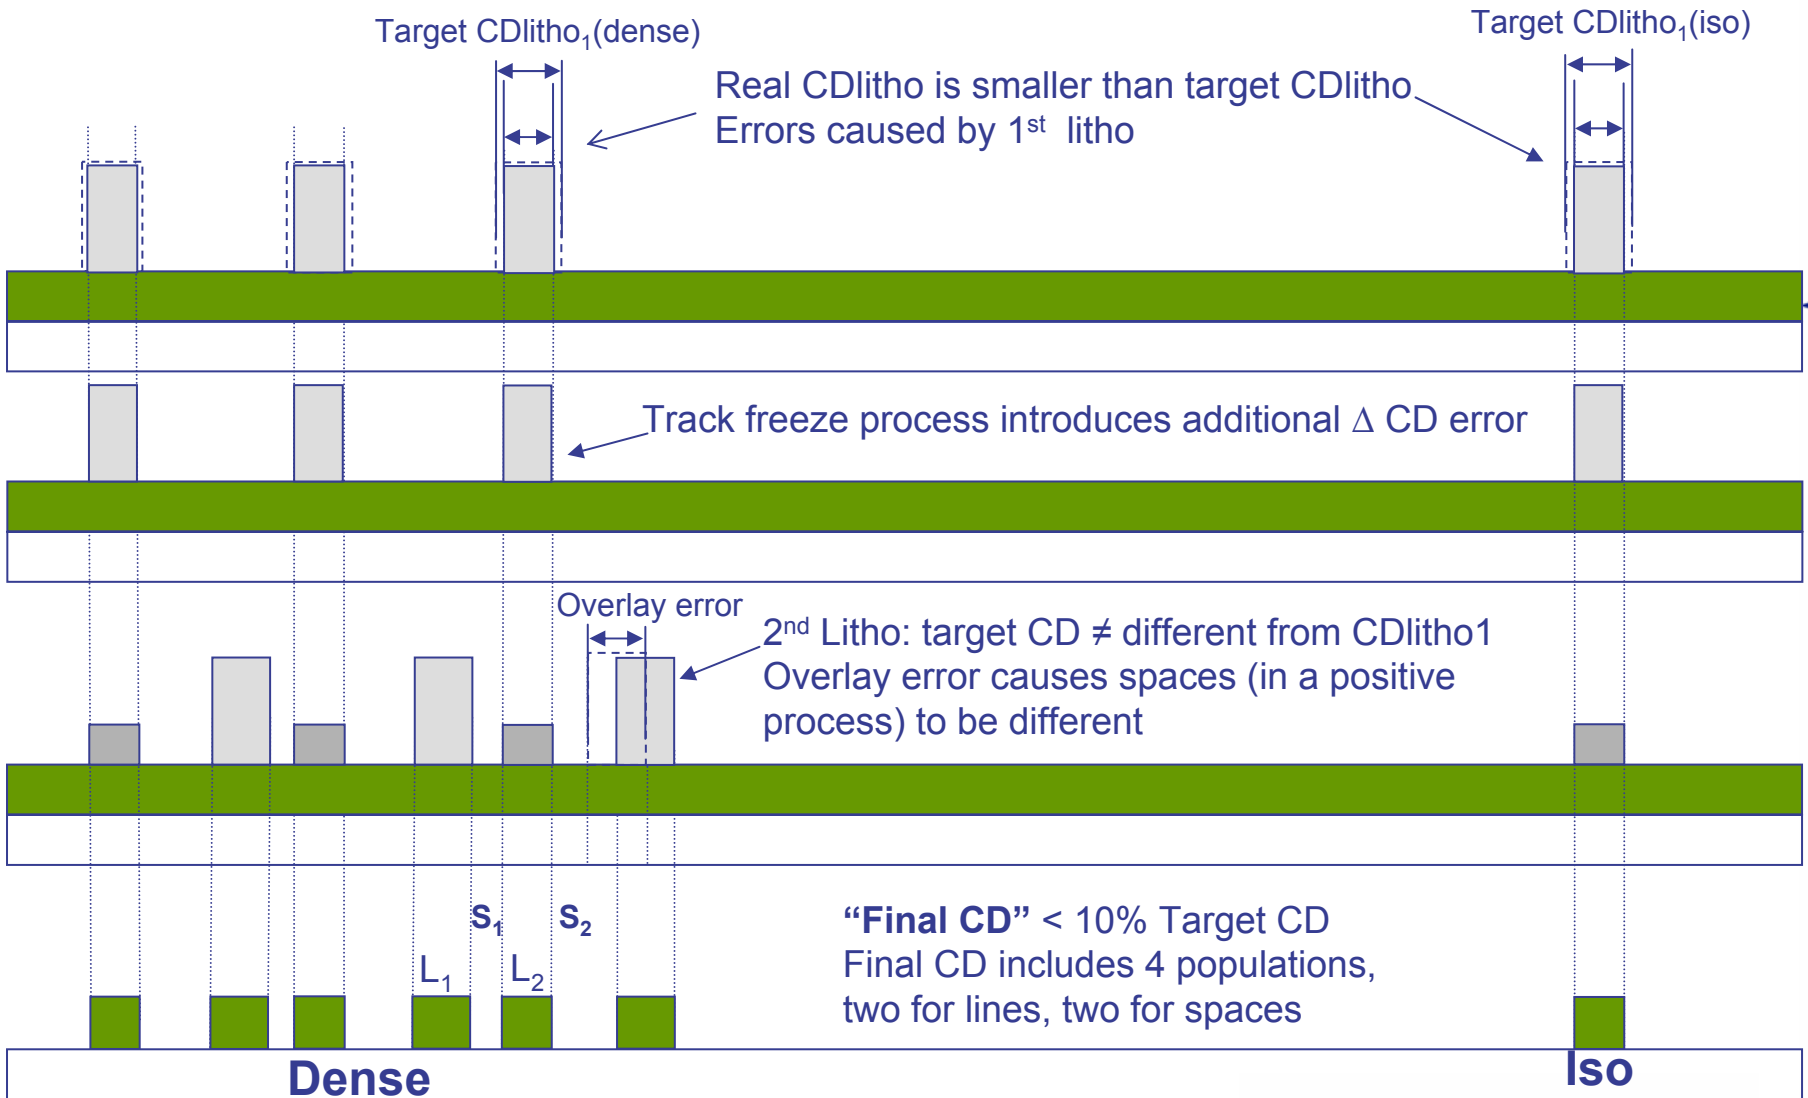 Target CDlitho₁(dense)
Target CDlitho₁(iso)
Real CDlitho is smaller than target CDlitho
Errors caused by 1ˢᵗ litho
Track freeze process introduces additional Δ CD error
Overlay error
2ⁿᵈ Litho: target CD ≠ different from CDlitho1
Overlay error causes spaces (in a positive
process) to be different
S₁ S₂
L₁ L₂
“Final CD” < 10% Target CD
Final CD includes 4 populations,
two for lines, two for spaces
Dense
Iso